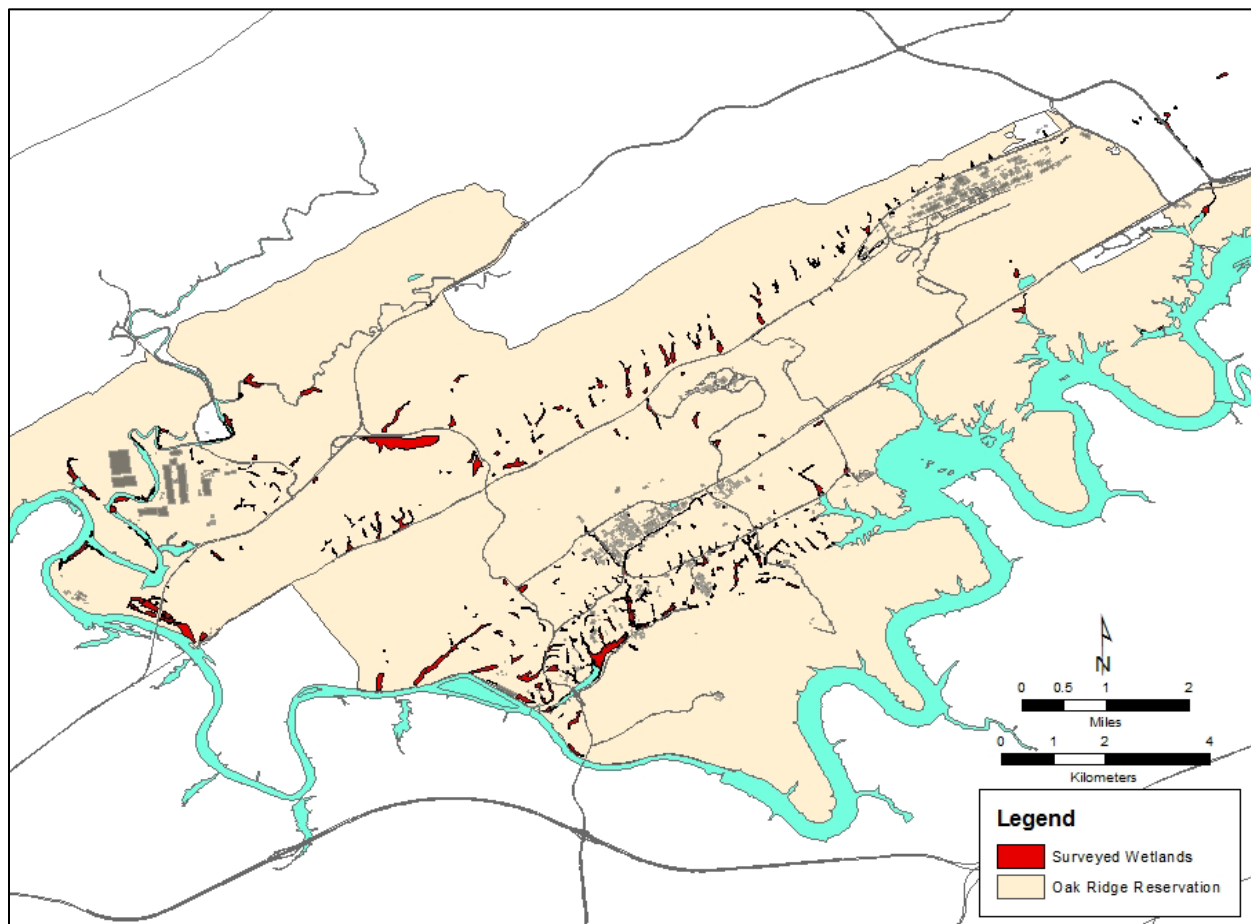 N
0 0.5 1 2
Miles
0 1 2 4
Kilometers
Legend
Surveyed Wetlands
Oak Ridge Reservation